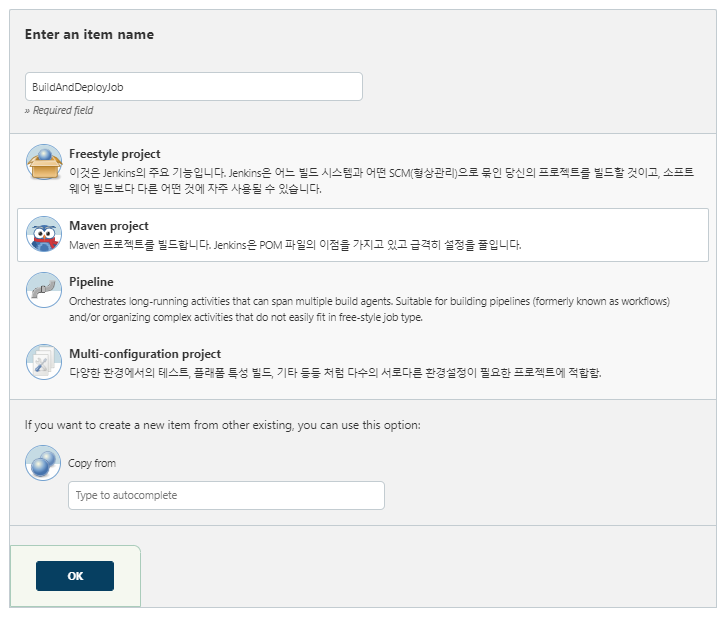 Enter an item name
BuildAndDeployJob
» Required field
Freestyle project
이것은 Jenkins의 주요 기능입니다. Jenkins은 어느 빌드 시스템과 어떤 SCM(형상관리)으로 묶인 당신의 프로젝트를 빌드할 것이고, 소프트
웨어 빌드보다 다른 어떤 것에 자주 사용될 수 있습니다.
Maven project
Maven 프로젝트를 빌드합니다. Jenkins은 POM 파일의 이점을 가지고 있고 급격히 설정을 줄입니다.
Pipeline
Orchestrates long-running activities that can span multiple build agents. Suitable for building pipelines (formerly known as workflows)
and/or organizing complex activities that do not easily fit in free-style job type.
Multi-configuration project
다양한 환경에서의 테스트, 플래폼 특성 빌드, 기타 등등 처럼 다수의 서로다른 환경설정이 필요한 프로젝트에 적합함.
If you want to create a new item from other existing, you can use this option:
Copy from
Type to autocomplete
OK